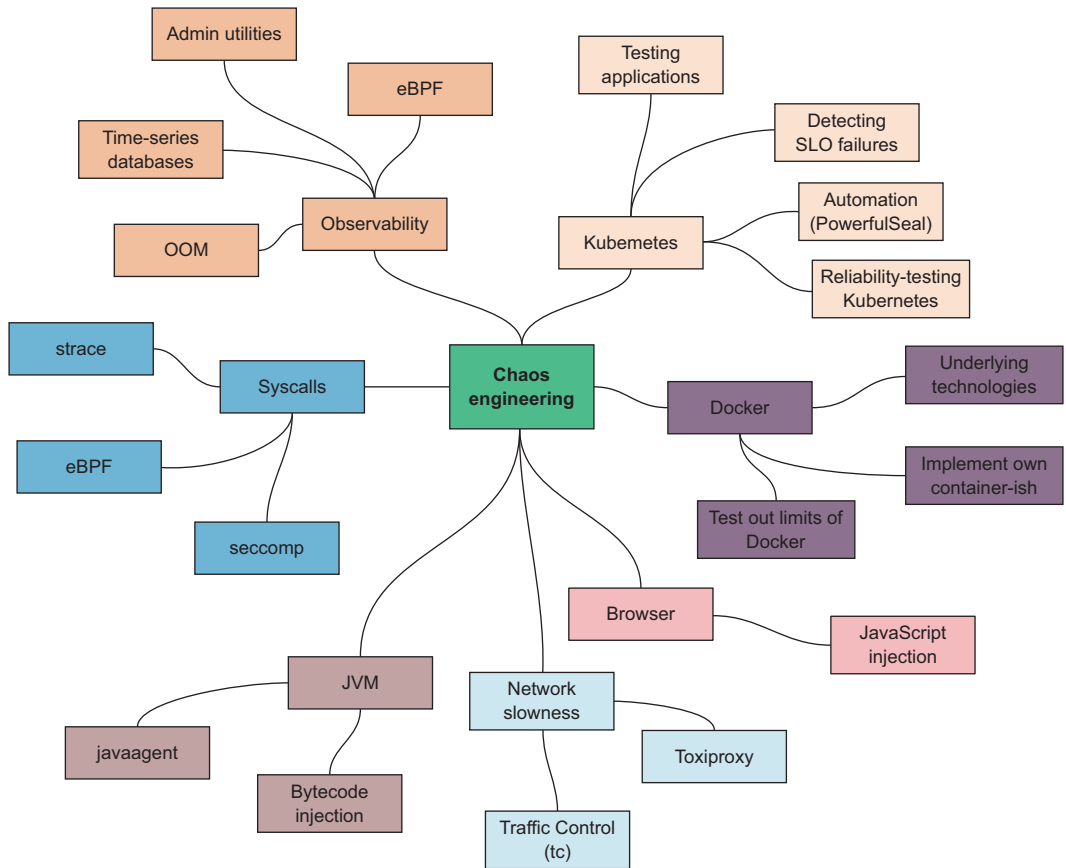 Admin utilities
eBPF
Time-series
databases
Observability
OOM
Testing
applications
Detecting
SLO failures
Automation
(PowerfulSeal)
Kubemetes
Reliability-testing
Kubernetes
strace
Syscalls
eBPF
seccomp
Chaos
engineering
Docker
Underlying
technologies
Implement own
container-ish
Test out limits of
Docker
Browser
JavaScript
injection
JVM
javaagent
Bytecode
injection
Network
slowness
Toxiproxy
Traffic Control
(tc)